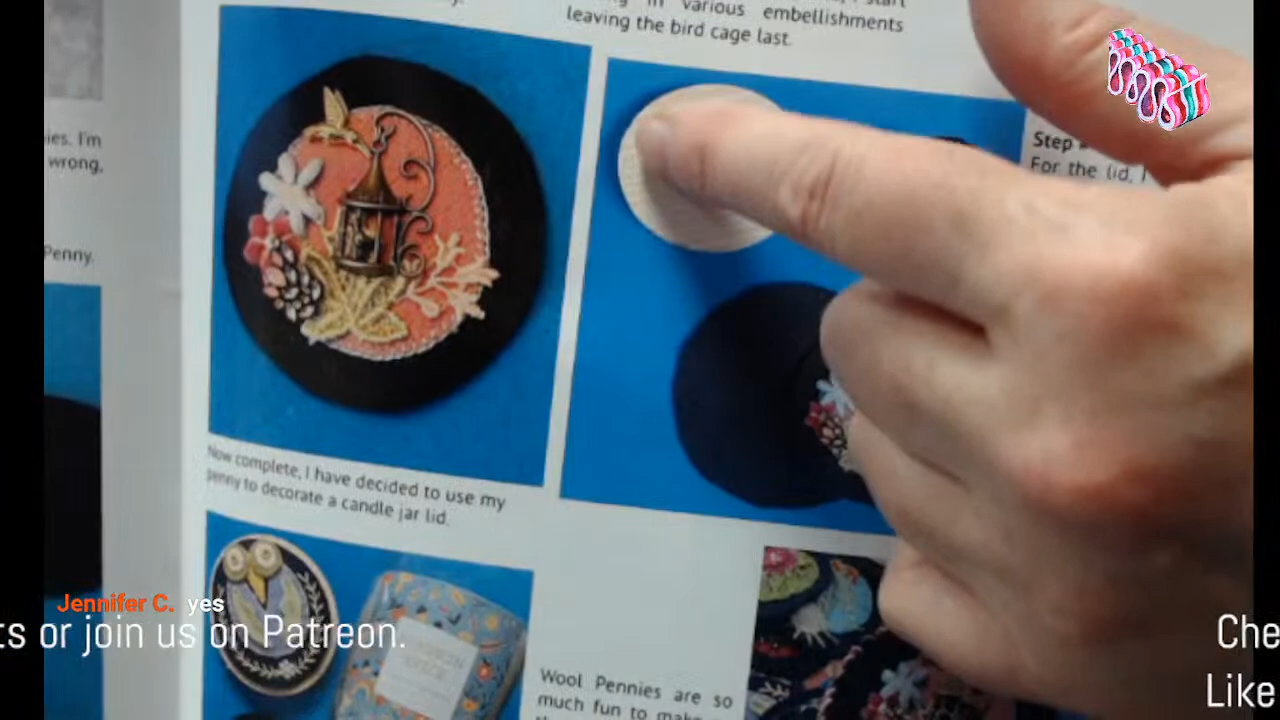 in various embellishments
leaving the bird cage last.
I'm
wrong,
Penny.
Step
For the lid, I
Now complete, I have decided to use my
penny to decorate a candle jar lid.
Jennifer C. yes
or join us on Patreon.
Che
Like
Wool Pennies are so
much fun to make